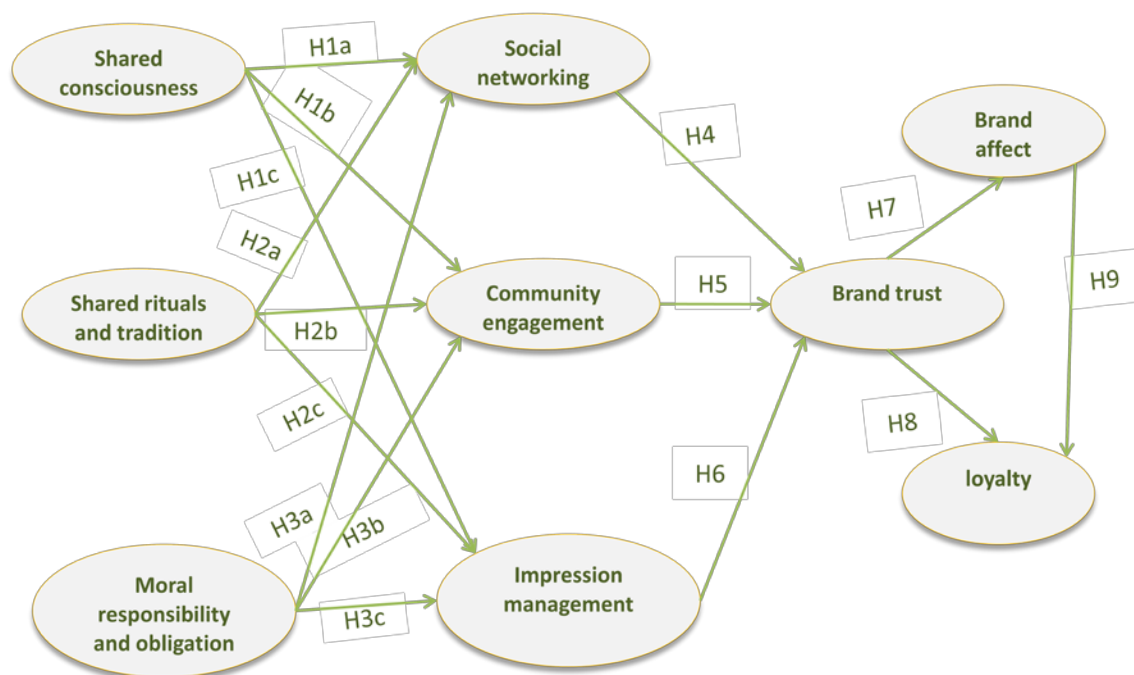 Shared
consciousness
H1a
Social
networking
H1b
H1c
H2a
H4
Brand
affect
H7
Shared rituals
and tradition
H2b
Community
engagement
H5
Brand trust
H9
H2c
H8
H6
loyalty
H3a
H3b
Moral
responsibility
and obligation
H3c
Impression
management